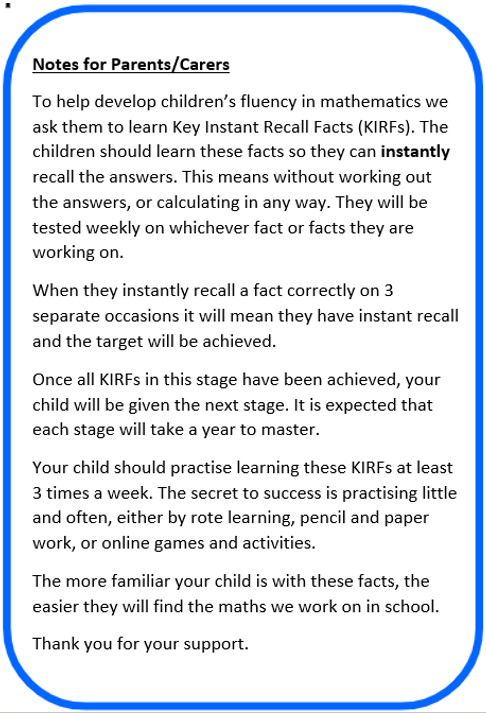 Notes for Parents/Carers
To help develop children's fluency in mathematics we
ask them to learn Key Instant Recall Facts (KIRFs). The
children should learn these facts so they can instantly
recall the answers. This means without working out
the answers, or calculating in any way. They will be
tested weekly on whichever fact or facts they are
working on.
When they instantly recall a fact correctly on 3
separate occasions it will mean they have instant recall
and the target will be achieved.
Once all KIRFs in this stage have been achieved, your
child will be given the next stage. It is expected that
each stage will take a year to master.
Your child should practise learning these KIRFs at least
3 times a week. The secret to success is practising little
and often, either by rote learning, pencil and paper
work, or online games and activities.
The more familiar your child is with these facts, the
easier they will find the maths we work on in school.
Thank you for your support.